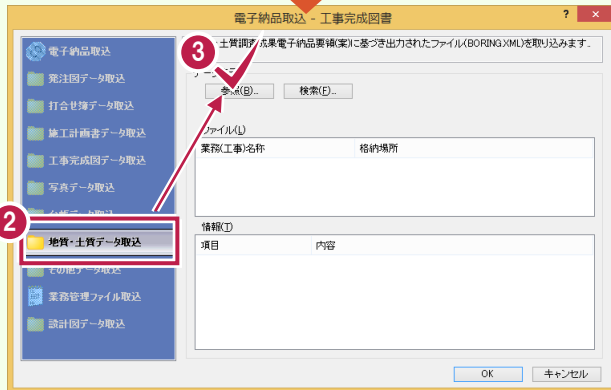 電子納品取込 - 工事完成図書
? ×
土質調査成果電子納品要領(案)に基づき出力されたファイル(BORING.XML)を取り込みます.
3
電子納品取込
発注図データ取込
打合せ簿データ取込
施工計画書データ取込
工事完成図データ取込
写真データ取込
2
地質・土質データ取込
その他データ取込
業務管理ファイル取込
設計図データ取込
参照(B)...
検索(F)...
ファイル(L)
業務(工事)名称 格納場所
情報(T)
項目 内容
OK キャンセル